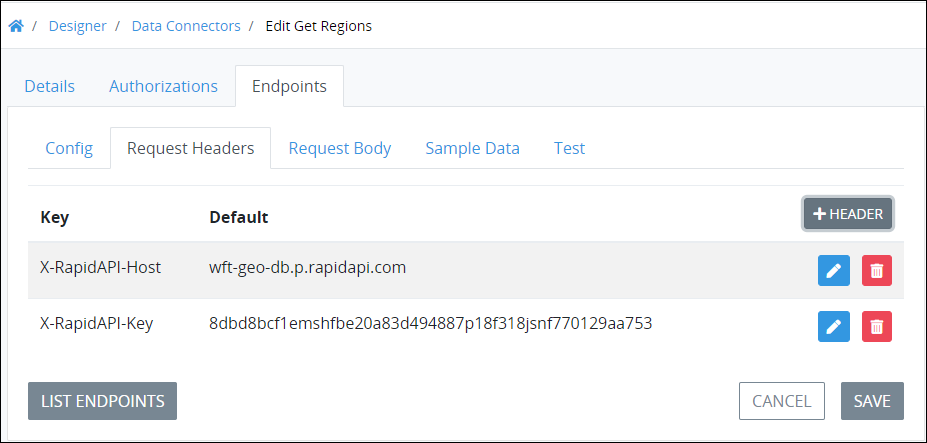 / Designer / Data Connectors / Edit Get Regions
Details Authorizations Endpoints
Config Request Headers Request Body Sample Data Test
Key Default + HEADER
X-RapidAPI-Host wft-geo-db.p.rapidapi.com
X-RapidAPI-Key 8dbd8bcf1emshfbe20a83d494887p18f318jsnf770129aa753
LIST ENDPOINTS CANCEL SAVE